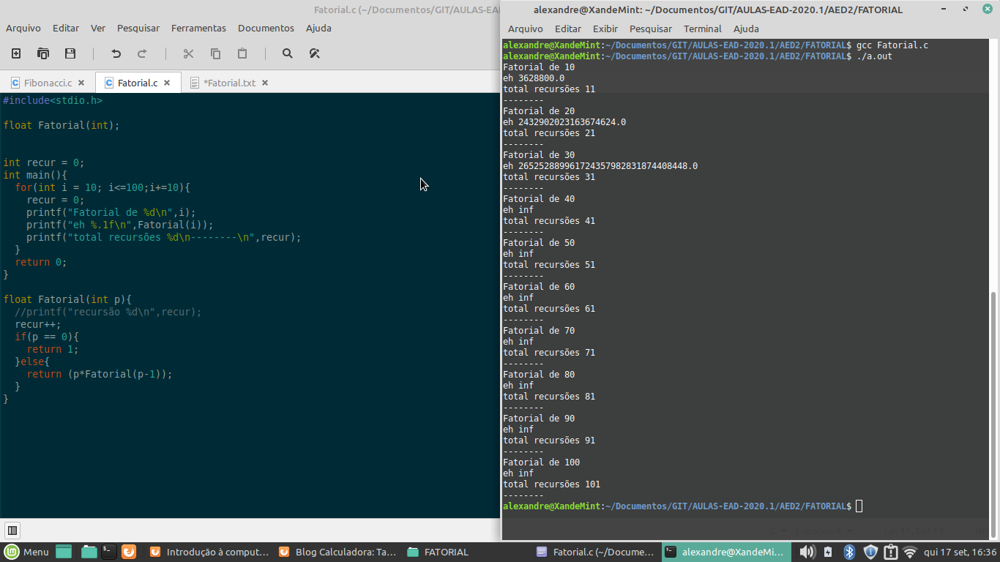 Fatorial.c (~/Documentos/GIT/AULAS-EA
Arquivo Editar Ver Pesquisar Ferramentas Documentos Ajuda
Fibonacci.c Fatorial.c *Fatorial.txt
#include<stdio.h>
float Fatorial(int);
int recur = 0;
int main(){
  for(int i = 10; i<=100;i+=10){
    recur = 0;
    printf("Fatorial de %d\n",i);
    printf("eh %.1f\n",Fatorial(i));
    printf("total recursões %d\n--------\n",recur);
  }
  return 0;
}
float Fatorial(int p){
  //printf("recursão %d\n",recur);
  recur++;
  if(p == 0){
    return 1;
  }else{
    return (p*Fatorial(p-1));
  }
}
alexandre@XandeMint: ~/Documentos/GIT/AULAS-EAD-2020.1/AED2/FATORIAL
Arquivo Editar Exibir Pesquisar Terminal Ajuda
alexandre@XandeMint:~/Documentos/GIT/AULAS-EAD-2020.1/AED2/FATORIAL$ gcc Fatorial.c
alexandre@XandeMint:~/Documentos/GIT/AULAS-EAD-2020.1/AED2/FATORIAL$ ./a.out
Fatorial de 10
eh 3628800.0
total recursões 11
--------
Fatorial de 20
eh 2432902023163674624.0
total recursões 21
--------
Fatorial de 30
eh 265252889961724357982831874408448.0
total recursões 31
--------
Fatorial de 40
eh inf
total recursões 41
--------
Fatorial de 50
eh inf
total recursões 51
--------
Fatorial de 60
eh inf
total recursões 61
--------
Fatorial de 70
eh inf
total recursões 71
--------
Fatorial de 80
eh inf
total recursões 81
--------
Fatorial de 90
eh inf
total recursões 91
--------
Fatorial de 100
eh inf
total recursões 101
--------
alexandre@XandeMint:~/Documentos/GIT/AULAS-EAD-2020.1/AED2/FATORIAL$
Menu Introdução à comput... Blog Calculadora: Ta... FATORIAL Fatorial.c (~/Docume... alexandre@XandeMi... qui 17 set, 16:36